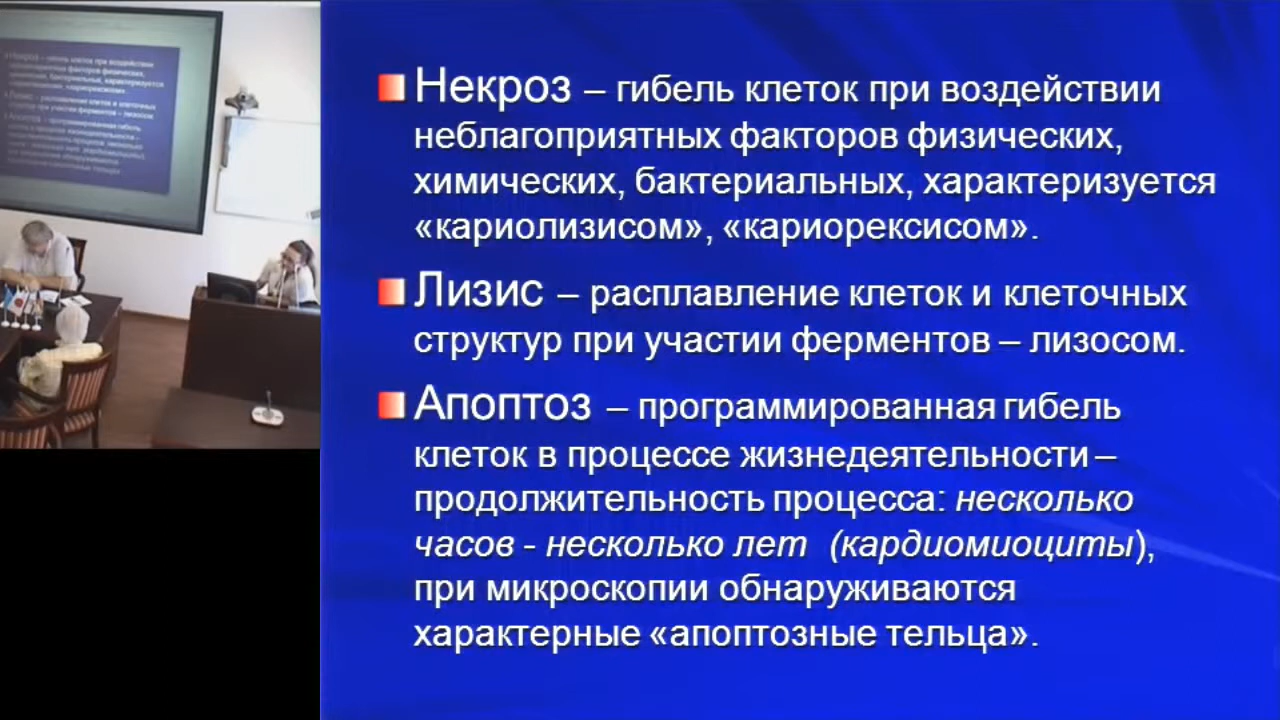 Некроз – гибель клеток при воздействии
неблагоприятных факторов физических,
химических, бактериальных, характеризуется
«кариолизисом», «кариорексисом».
Лизис – расплавление клеток и клеточных
структур при участии ферментов – лизосом.
Апоптоз – программированная гибель
клеток в процессе жизнедеятельности –
продолжительность процесса: несколько
часов - несколько лет (кардиомиоциты),
при микроскопии обнаруживаются
характерные «апоптозные тельца».